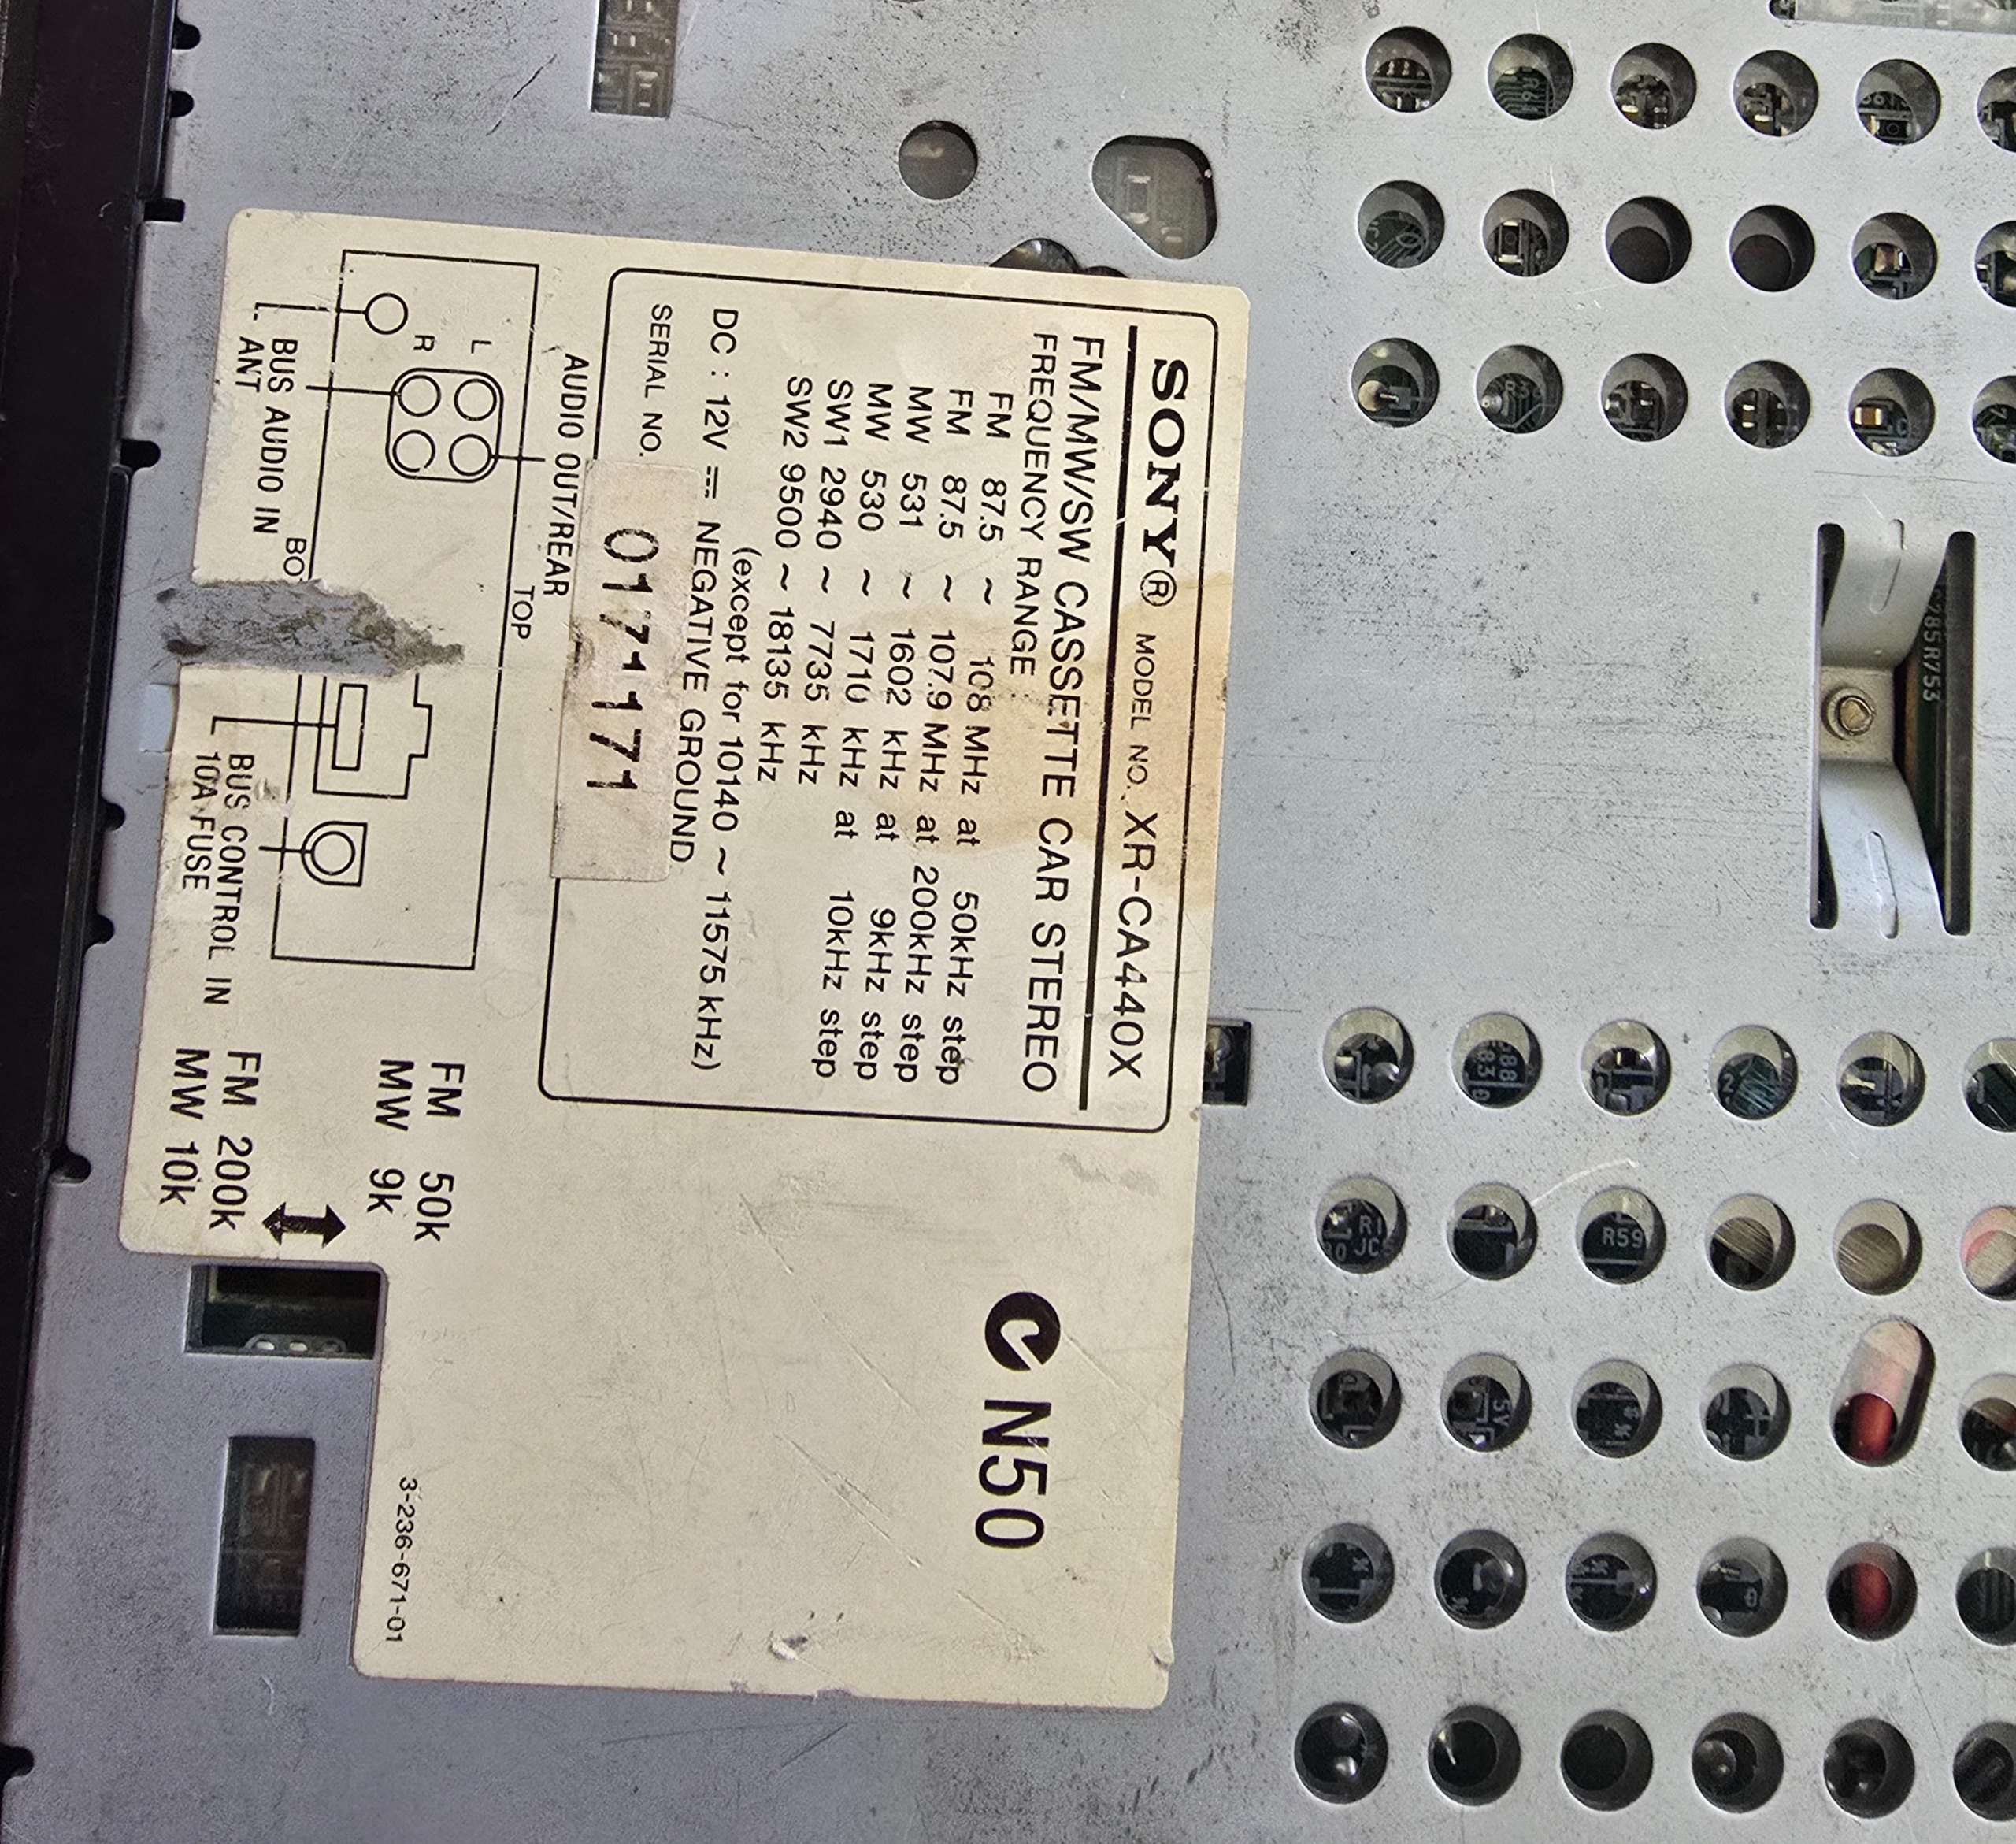 SONY® MODEL NO. XR-CA440X
FM/MW/SW CASSETTE CAR STEREO
FREQUENCY RANGE :
FM 87.5 ~ 108 MHz at 50kHz step
FM 87.5 ~ 107.9 MHz at 200kHz step
MW 531 ~ 1602 kHz at 9kHz step
MW 530 ~ 1710 kHz at 10kHz step
SW1 2940 ~ 7735 kHz
SW2 9500 ~ 18135 kHz
(except for 10140 ~ 11575 kHz)
DC : 12V ⎓ NEGATIVE GROUND
SERIAL NO. 0171171
N50
AUDIO OUT/REAR
TOP
L
R
BO
BUS AUDIO IN
ANT
BUS CONTROL IN
10A FUSE
FM 50k
MW 9k
FM 200k
MW 10k
3-236-671-01
R59